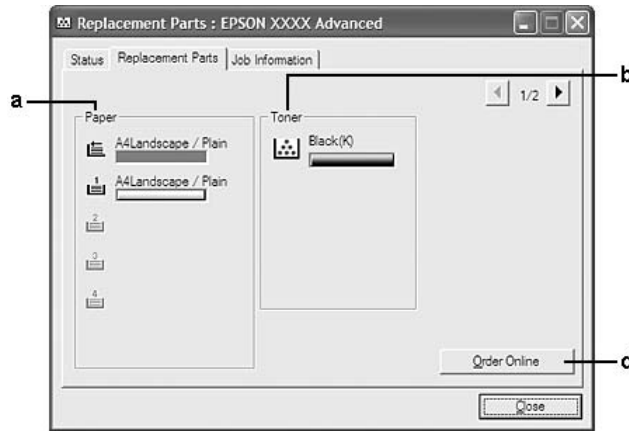 Replacement Parts : EPSON XXXX Advanced
Status Replacement Parts Job Information
b
a
1/2
Paper
Toner
A4Landscape / Plain
Black(K)
1
A4Landscape / Plain
2
3
4
Order Online
Close